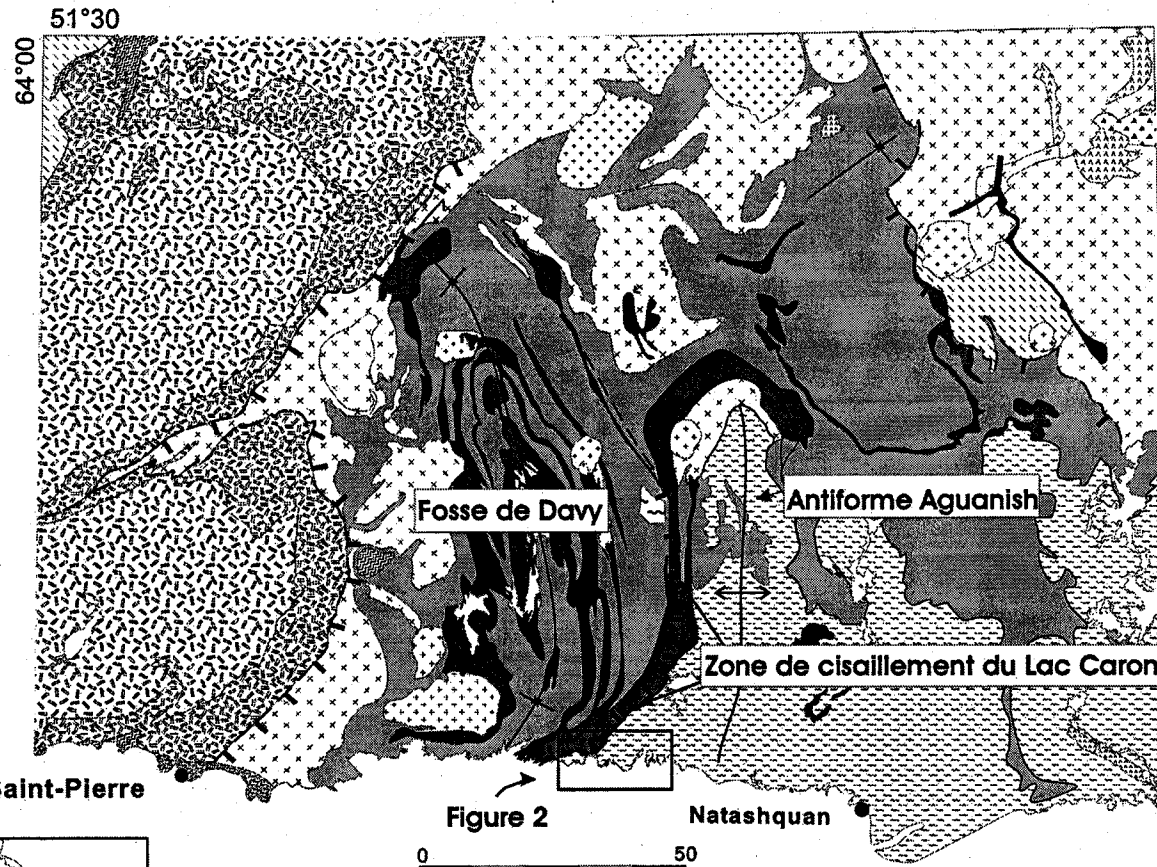 51°30
64°00
Fosse de Davy
Antiforme Aguanish
Zone de cisaillement du Lac Caron
Saint-Pierre
Figure 2
Natashquan
0 50